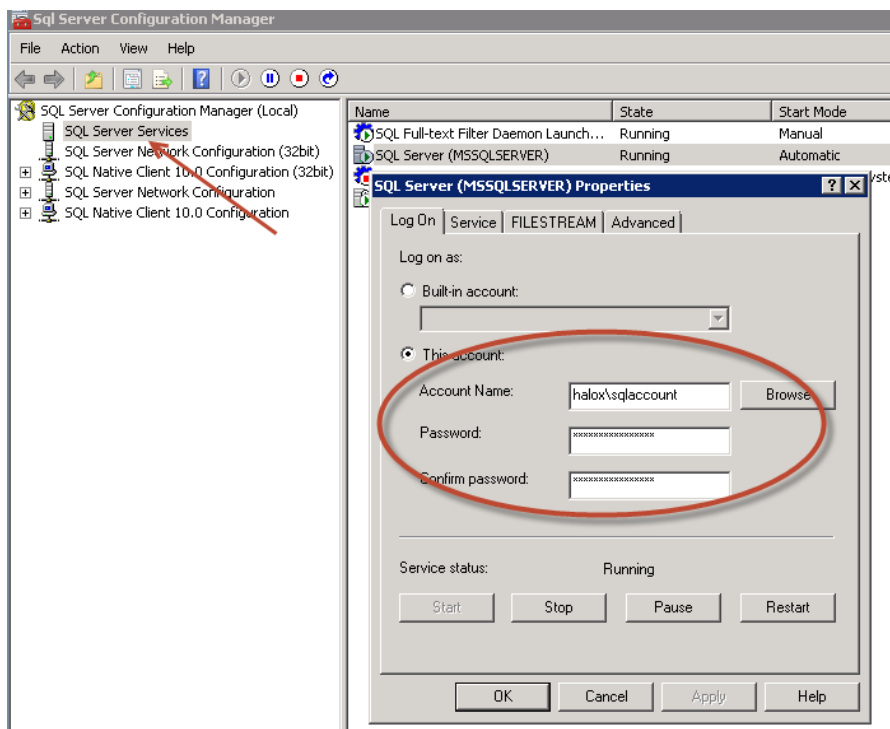 Sql Server Configuration Manager
File Action View Help
SQL Server Configuration Manager (Local)
SQL Server Services
SQL Server Network Configuration (32bit)
SQL Native Client 10.0 Configuration (32bit)
SQL Server Network Configuration
SQL Native Client 10.0 Configuration
Name State Start Mode
SQL Full-text Filter Daemon Launch... Running Manual
SQL Server (MSSQLSERVER) Running Automatic
SQL Server (MSSQLSERVER) Properties
Log On Service FILESTREAM Advanced
Log on as:
Built-in account:
This account:
Account Name: halox\sqlaccount Browse
Password: ****************
Confirm password: ****************
Service status: Running
Start Stop Pause Restart
OK Cancel Apply Help